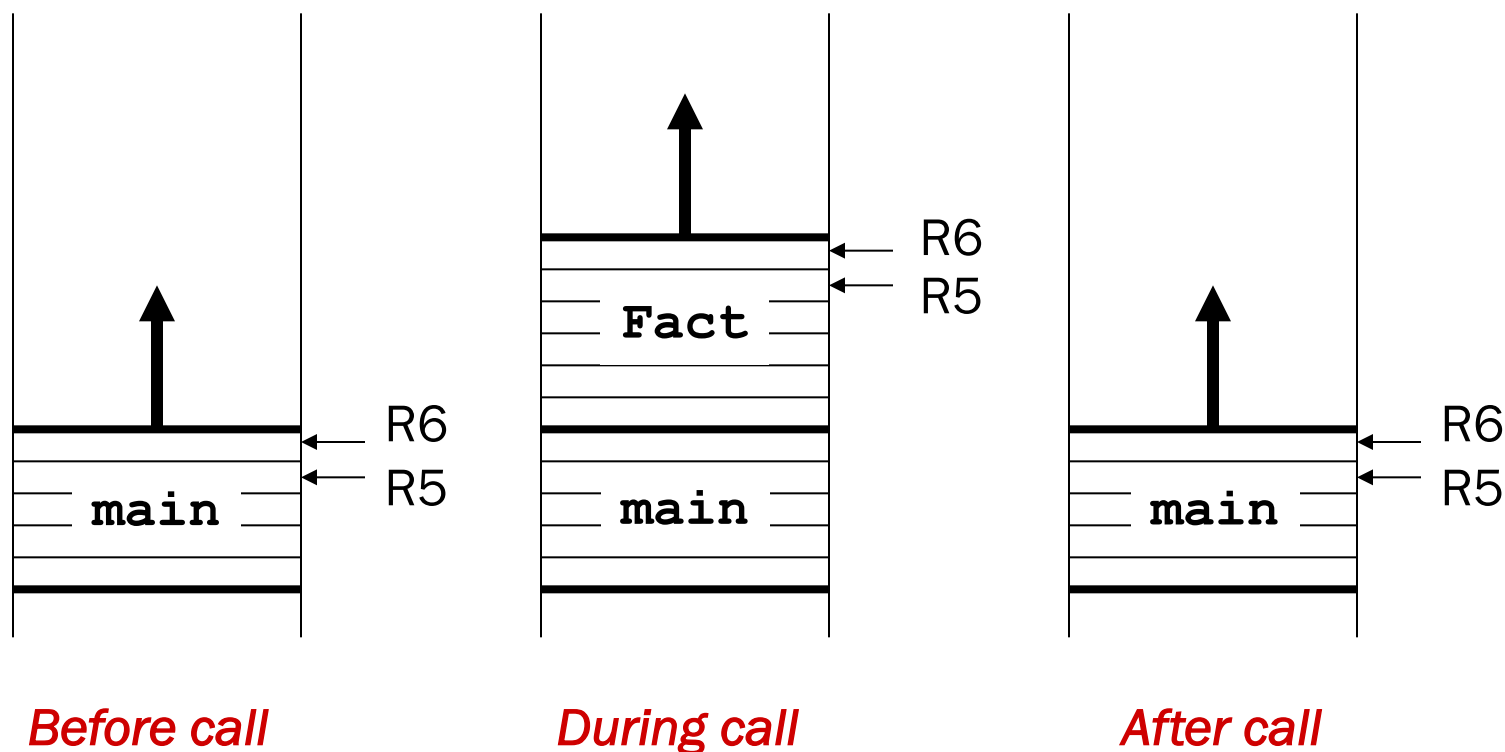 R6
R5
main
Before call
R6
R5
Fact
main
During call
R6
R5
main
After call